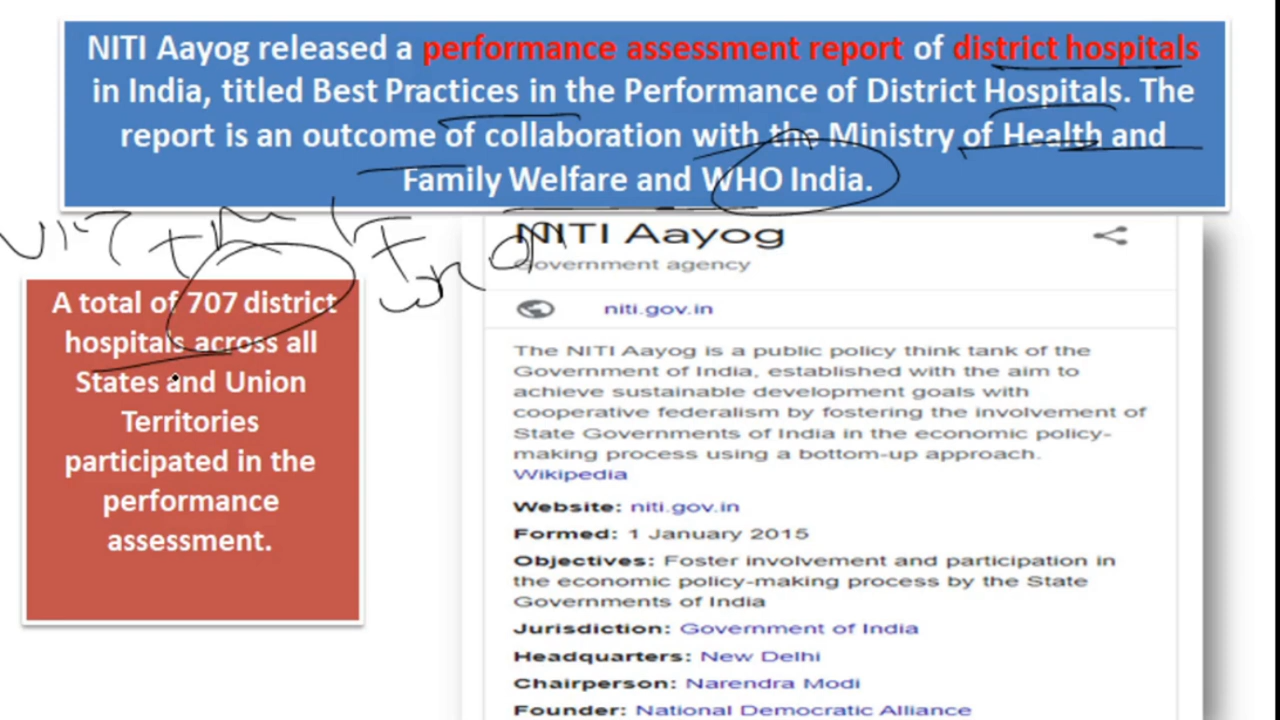 NITI Aayog released a performance assessment report of district hospitals
in India, titled Best Practices in the Performance of District Hospitals. The
report is an outcome of collaboration with the Ministry of Health and
Family Welfare and WHO India.
A total of 707 district
hospitals across all
States and Union
Territories
participated in the
performance
assessment.
NITI Aayog
Government agency
niti.gov.in
The NITI Aayog is a public policy think tank of the
Government of India, established with the aim to
achieve sustainable development goals with
cooperative federalism by fostering the involvement of
State Governments of India in the economic policy-
making process using a bottom-up approach.
Wikipedia
Website: niti.gov.in
Formed: 1 January 2015
Objectives: Foster involvement and participation in
the economic policy-making process by the State
Governments of India
Jurisdiction: Government of India
Headquarters: New Delhi
Chairperson: Narendra Modi
Founder: National Democratic Alliance